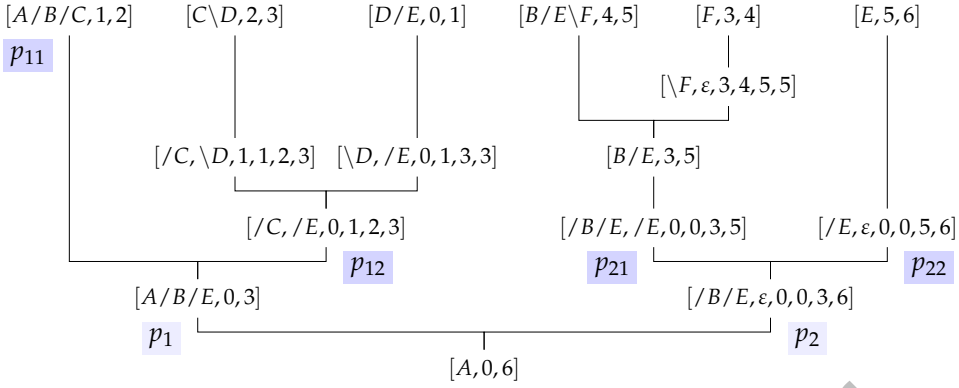 [A/B/C,1,2] [C\D,2,3] [D/E,0,1] [B/E\F,4,5] [F,3,4] [E,5,6]
p₁₁
[\F,ε,3,4,5,5]
[/C,\D,1,1,2,3] [\D,/E,0,1,3,3] [B/E,3,5]
[/C,/E,0,1,2,3] [/B/E,/E,0,0,3,5] [/E,ε,0,0,5,6]
p₁₂ p₂₁ p₂₂
[A/B/E,0,3] [/B/E,ε,0,0,3,6]
p₁ p₂
[A,0,6]